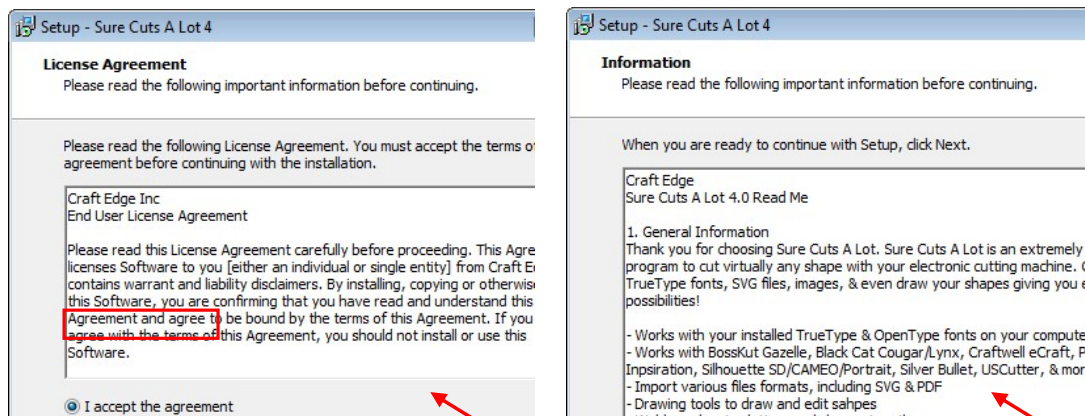 Setup - Sure Cuts A Lot 4
License Agreement
Please read the following important information before continuing.
Please read the following License Agreement. You must accept the terms o
agreement before continuing with the installation.
Craft Edge Inc
End User License Agreement
Please read this License Agreement carefully before proceeding. This Agre
licenses Software to you [either an individual or single entity] from Craft E
contains warrant and liability disclaimers. By installing, copying or otherwis
this Software, you are confirming that you have read and understand this
Agreement and agree to be bound by the terms of this Agreement. If you
agree with the terms of this Agreement, you should not install or use this
Software.
I accept the agreement
Setup - Sure Cuts A Lot 4
Information
Please read the following important information before continuing.
When you are ready to continue with Setup, click Next.
Craft Edge
Sure Cuts A Lot 4.0 Read Me
1. General Information
Thank you for choosing Sure Cuts A Lot. Sure Cuts A Lot is an extremely
program to cut virtually any shape with your electronic cutting machine.
TrueType fonts, SVG files, images, & even draw your shapes giving you e
possibilities!
- Works with your installed TrueType & OpenType fonts on your compute
- Works with BossKut Gazelle, Black Cat Cougar/Lynx, Craftwell eCraft, P
Inpsiration, Silhouette SD/CAMEO/Portrait, Silver Bullet, USCutter, & mor
- Import various files formats, including SVG & PDF
- Drawing tools to draw and edit sahpes